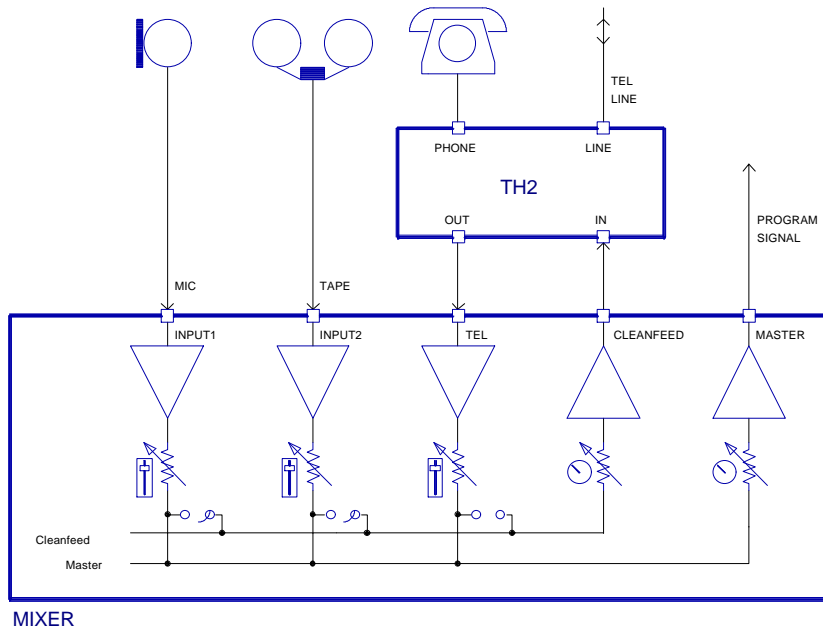 TEL
LINE
PHONE
LINE
TH2
OUT
IN
PROGRAM
SIGNAL
MIC
TAPE
INPUT1
INPUT2
TEL
CLEANFEED
MASTER
Cleanfeed
Master
MIXER